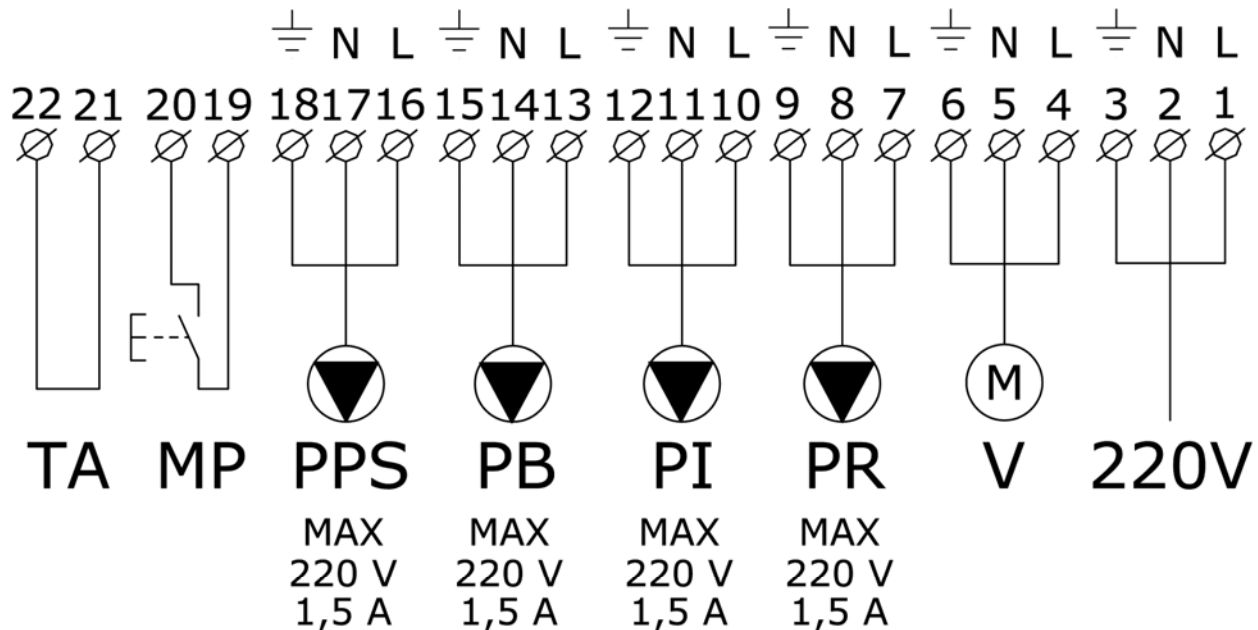 N L N L N L N L N L N L
22 21 20 19 18 17 16 15 14 13 12 11 10 9 8 7 6 5 4 3 2 1
M
TA MP PPS PB PI PR V 220V
MAX MAX MAX MAX
220 V 220 V 220 V 220 V
1,5 A 1,5 A 1,5 A 1,5 A